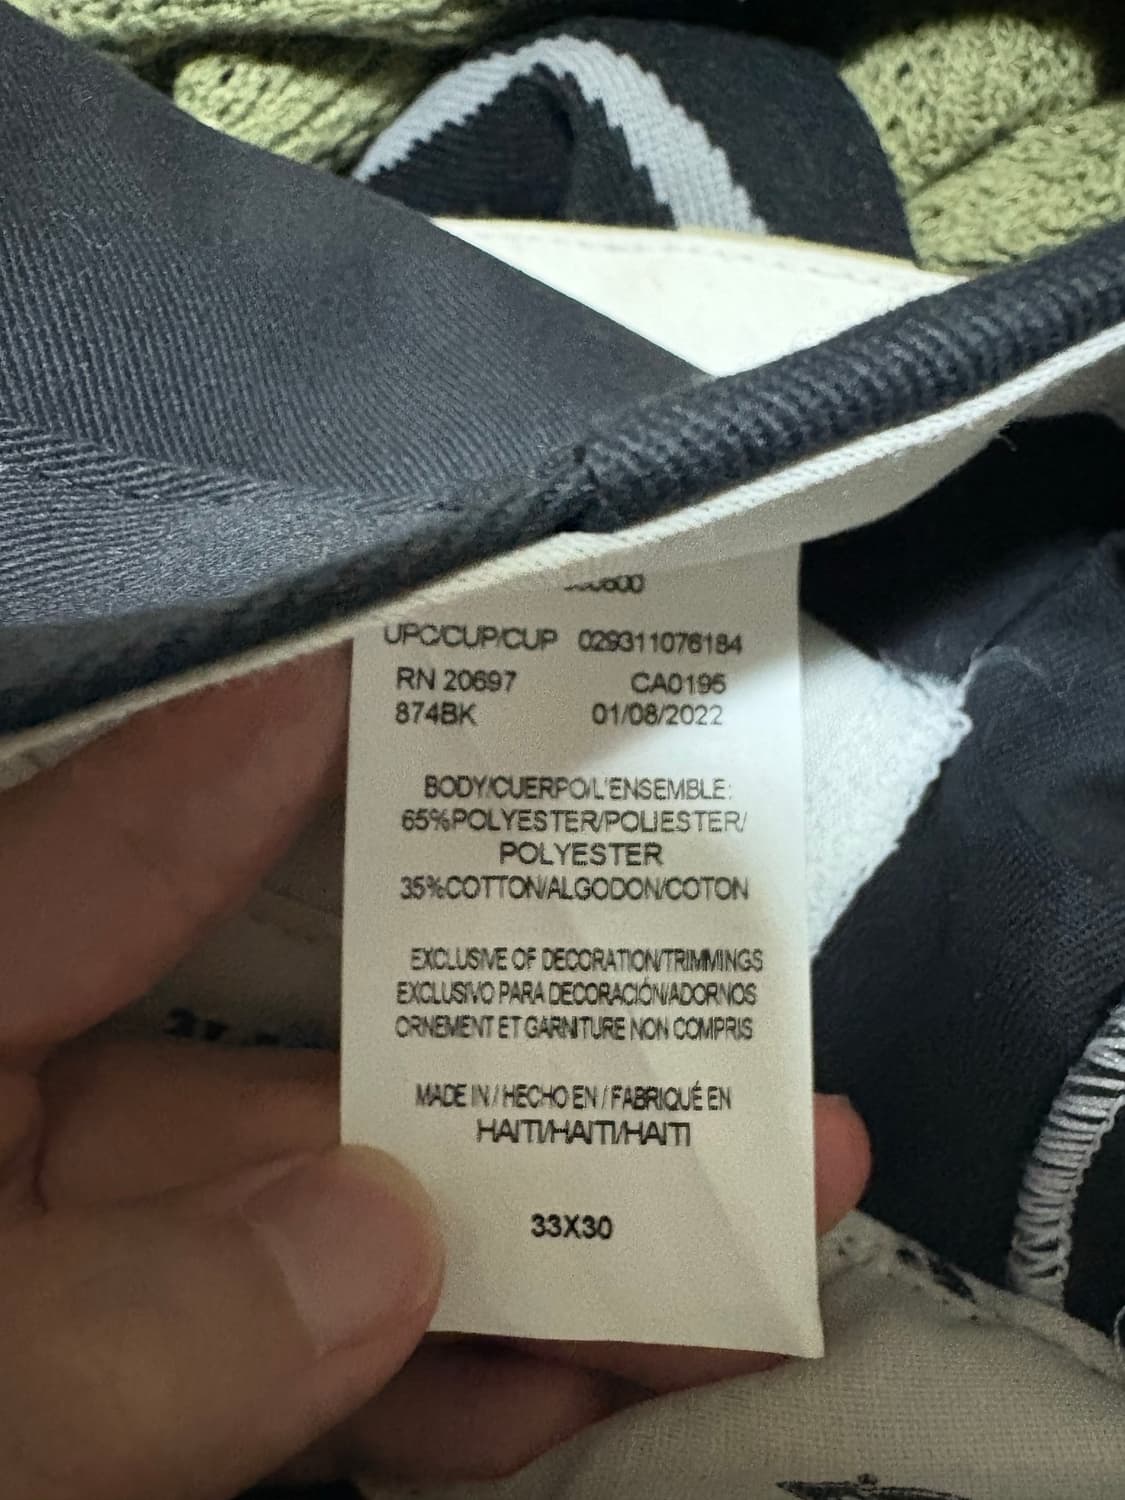 UPC/CUP/CUP 029311076184
RN 20697 CA0195
874BK 01/08/2022
BODY/CUERPO/L'ENSEMBLE:
65%POLYESTER/POLIESTER/
POLYESTER
35%COTTON/ALGODON/COTON
EXCLUSIVE OF DECORATION/TRIMMINGS
EXCLUSIVO PARA DECORACIÓN/ADORNOS
ORNEMENT ET GARNITURE NON COMPRIS
MADE IN / HECHO EN / FABRIQUÉ EN
HAITI/HAITI/HAITI
33X30